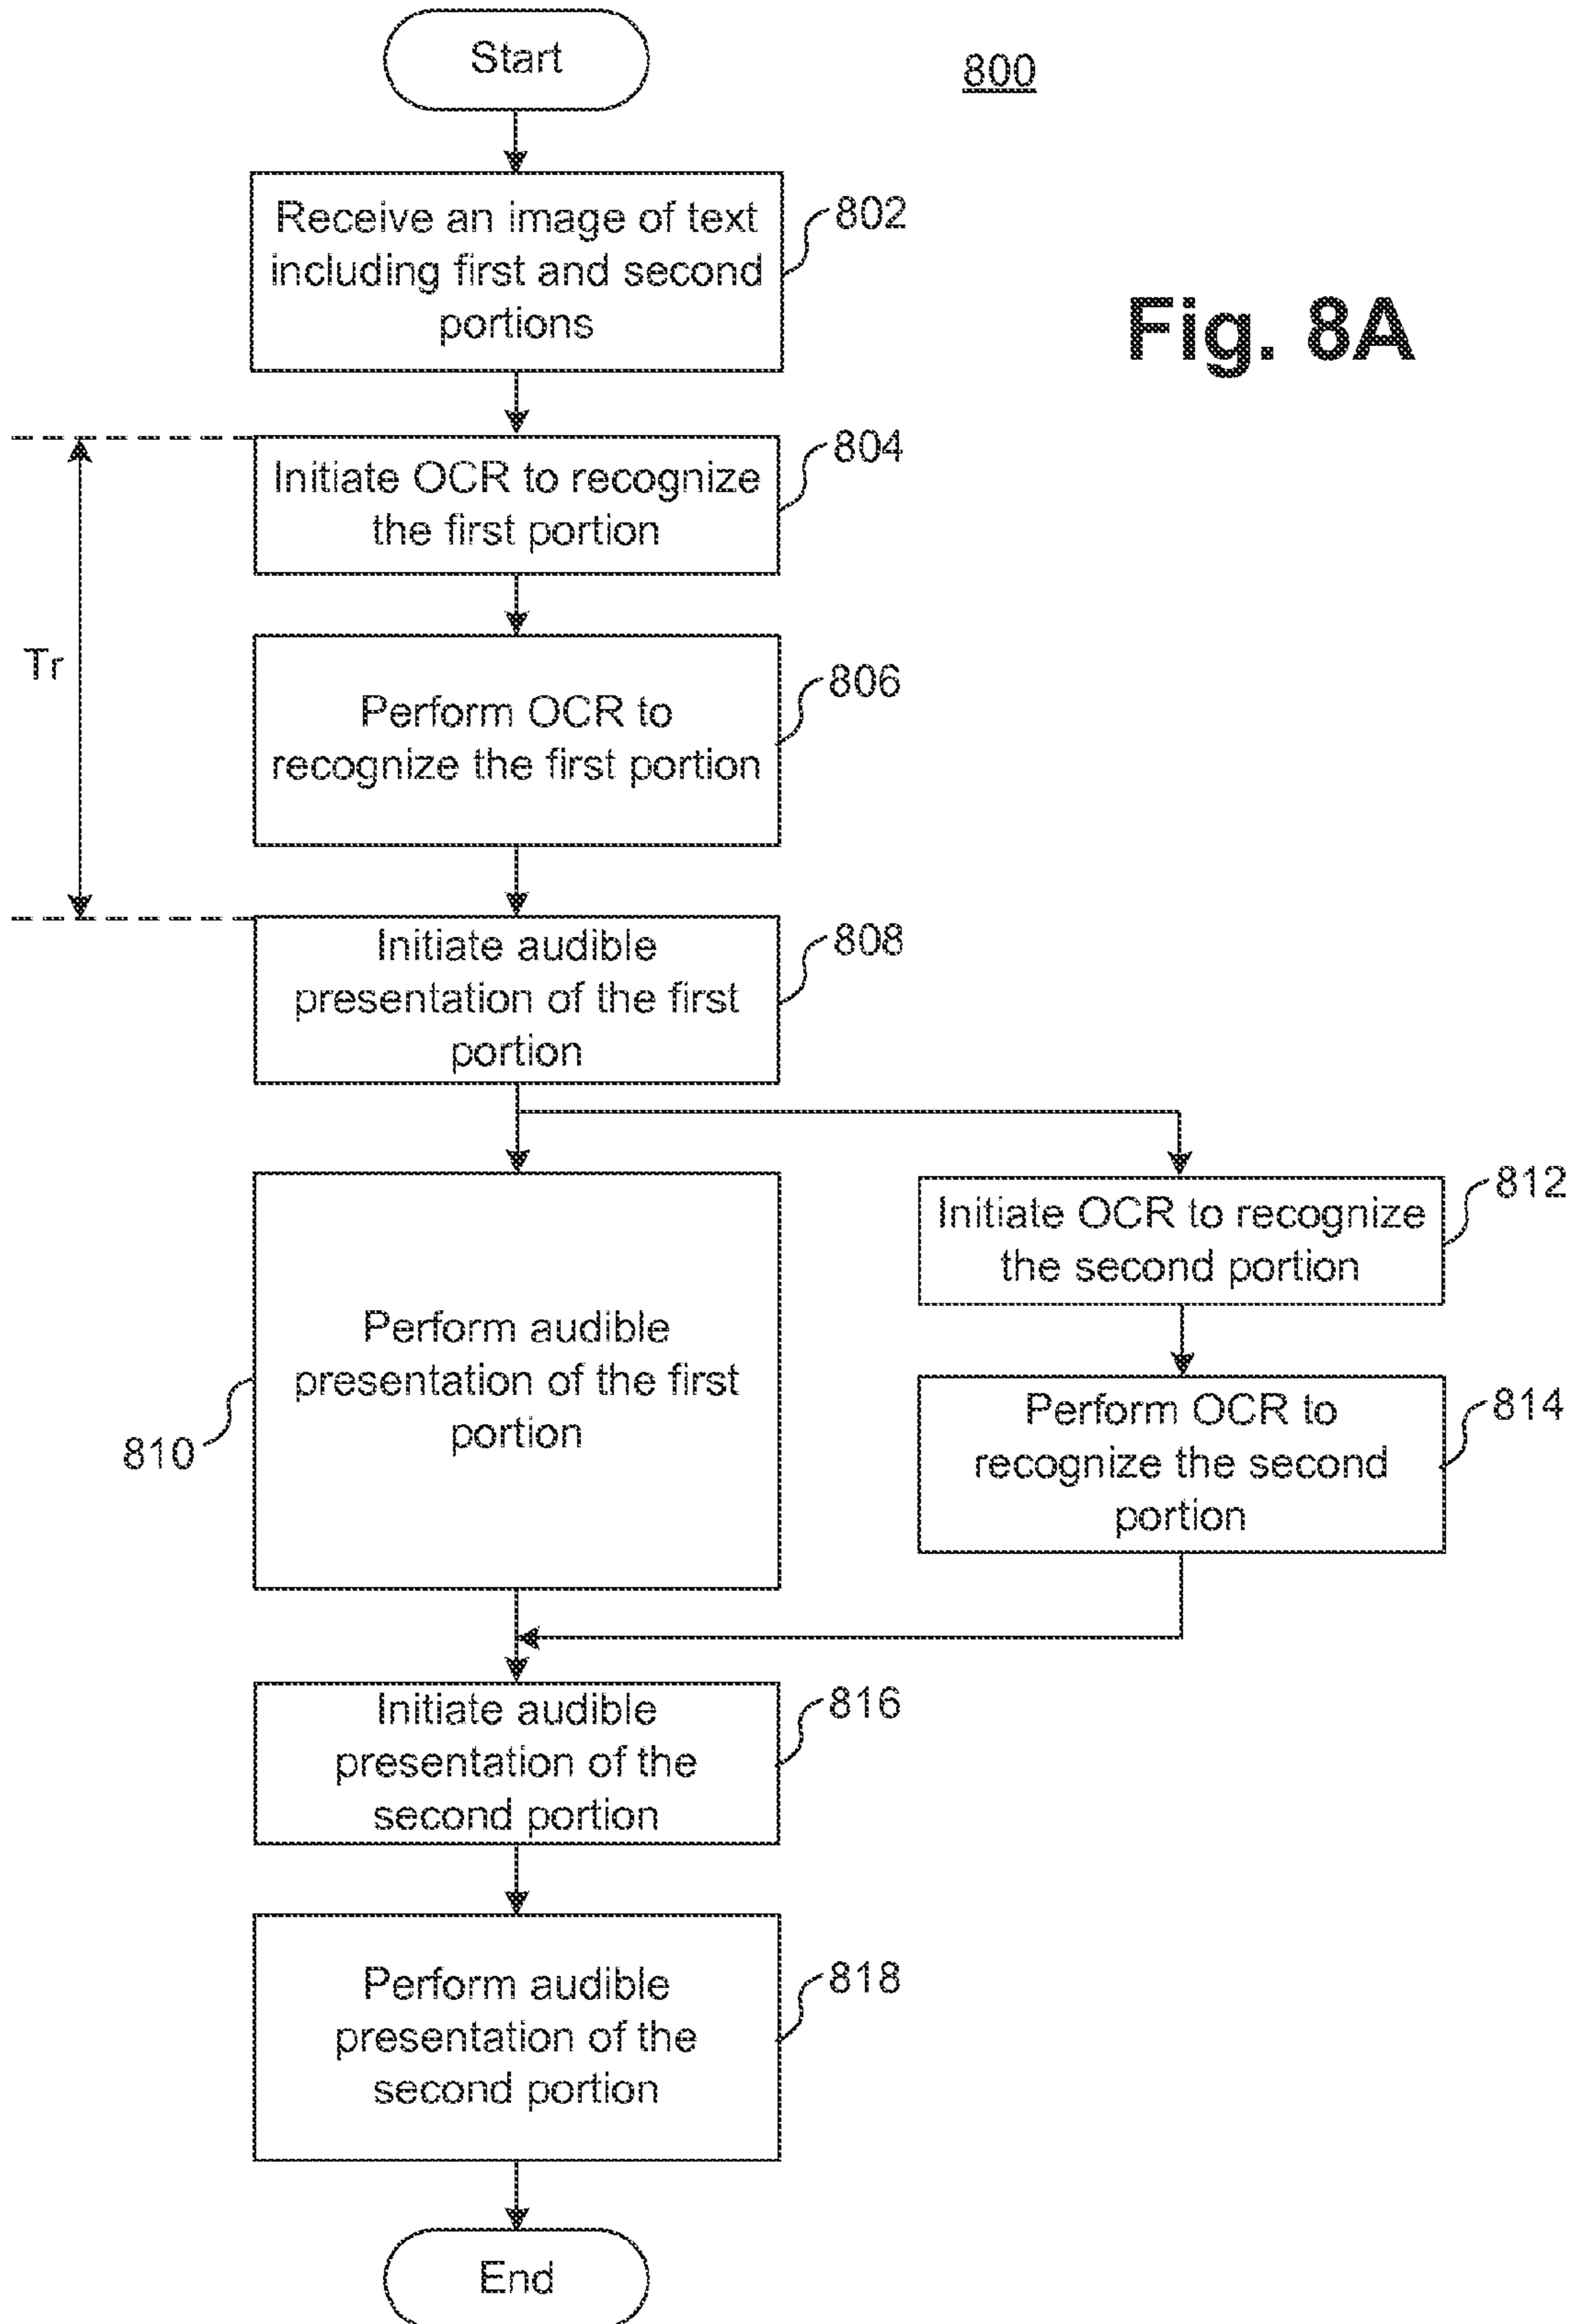 Start
800
Receive an image of text
including first and second
portions
802
Fig. 8A
Initiate OCR to recognize
the first portion
804
Tr
Perform OCR to
recognize the first portion
806
Initiate audible
presentation of the first
portion
808
Perform audible
presentation of the first
portion
810
Initiate OCR to recognize
the second portion
812
Perform OCR to
recognize the second
portion
814
Initiate audible
presentation of the
second portion
816
Perform audible
presentation of the
second portion
818
End